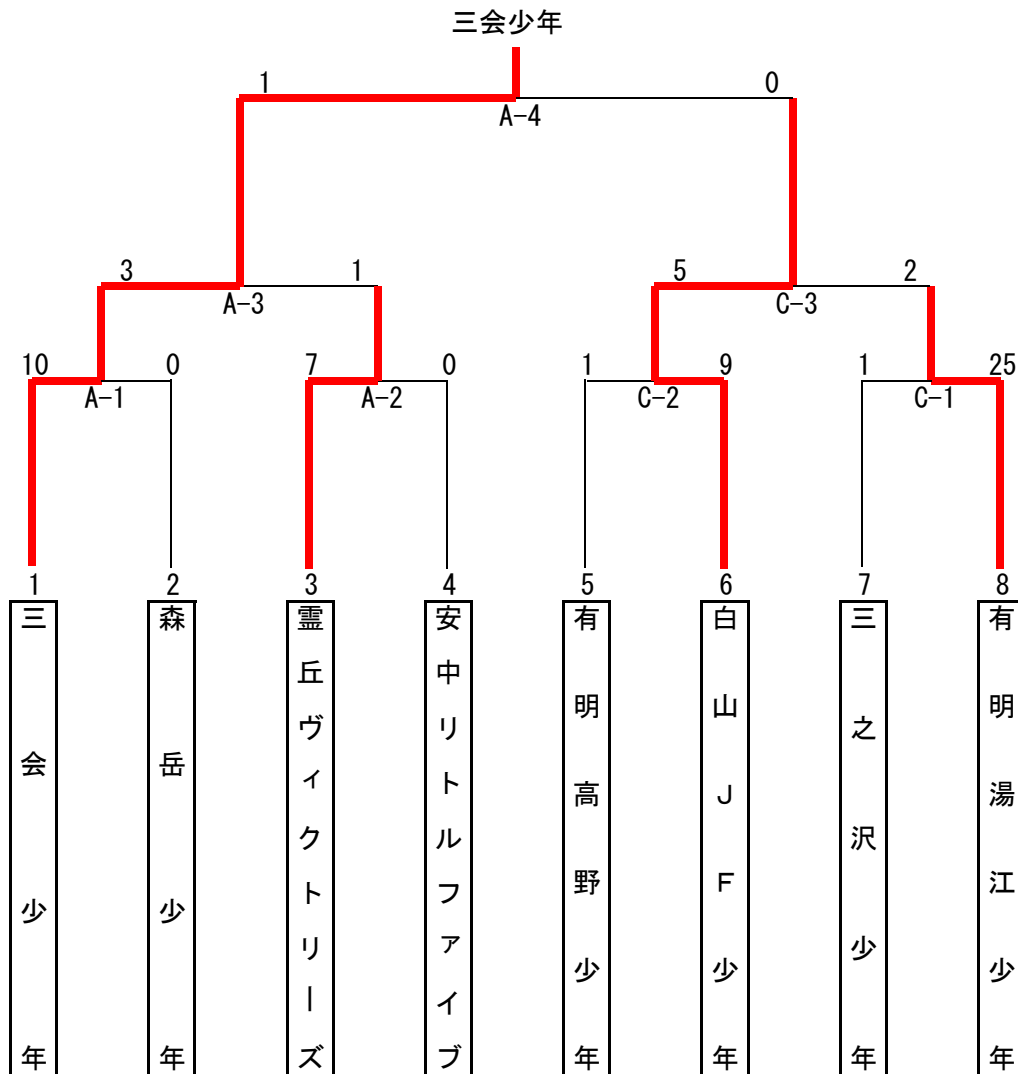 三会少年
1 0
A-4
3 1 5 2
A-3 C-3
10 0 7 0 1 9 1 25
A-1 A-2 C-2 C-1
1 2 3 4 5 6 7 8
三会少年
森岳少年
霊丘ヴィクトリーズ
安中リトルファイブ
有明高野少年
白山JF少年
三之沢少年
有明湯江少年